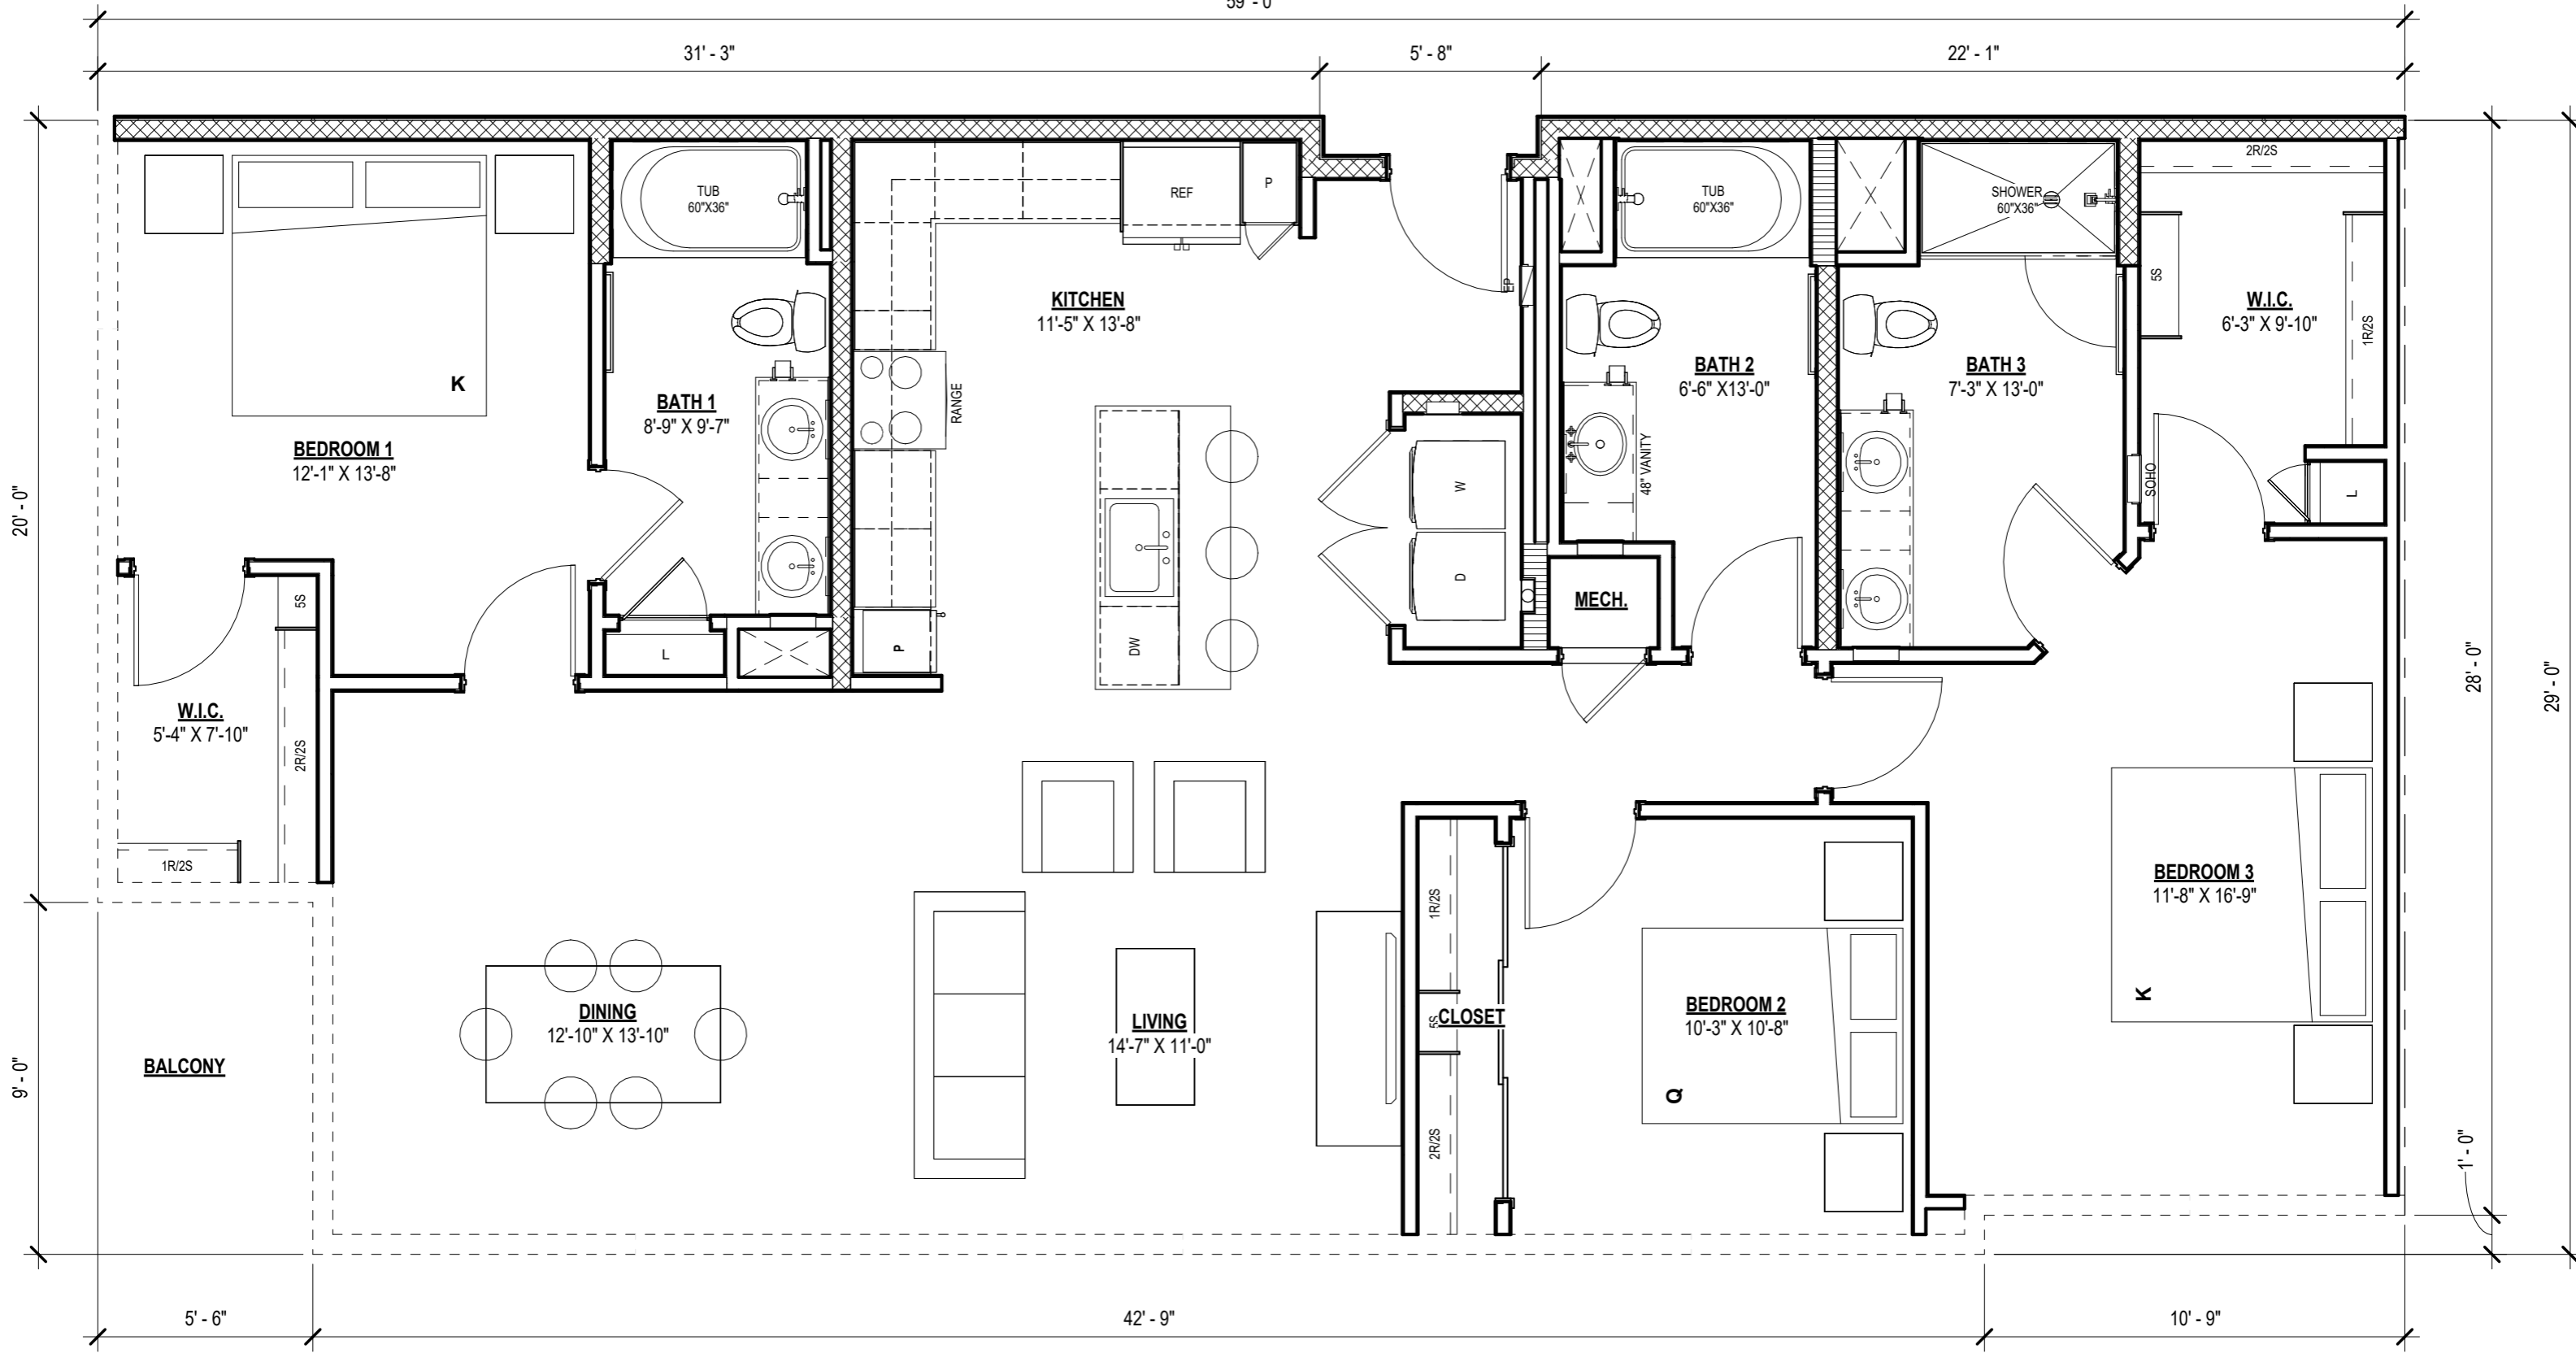 59' - 0"
31' - 3"
5' - 8"
22' - 1"
TUB
60"X36"
REF
P
TUB
60"X36"
SHOWER
60"X36"
2R/2S
5S
W.I.C.
6'-3" X 9'-10"
1R/2S
KITCHEN
11'-5" X 13'-8"
EP
K
BATH 1
8'-9" X 9'-7"
RANGE
BATH 2
6'-6" X13'-0"
BATH 3
7'-3" X 13'-0"
BEDROOM 1
12'-1" X 13'-8"
W
48" VANITY
SOHO
L
20' - 0"
D
MECH.
5S
L
P
DW
28' - 0"
29' - 0"
W.I.C.
5'-4" X 7'-10"
2R/2S
1R/2S
1R/2S
BEDROOM 3
11'-8" X 16'-9"
K
DINING
12'-10" X 13'-10"
LIVING
14'-7" X 11'-0"
5S
CLOSET
BEDROOM 2
10'-3" X 10'-8"
Q
BALCONY
9' - 0"
2R/2S
1' - 0"
5' - 6"
42' - 9"
10' - 9"